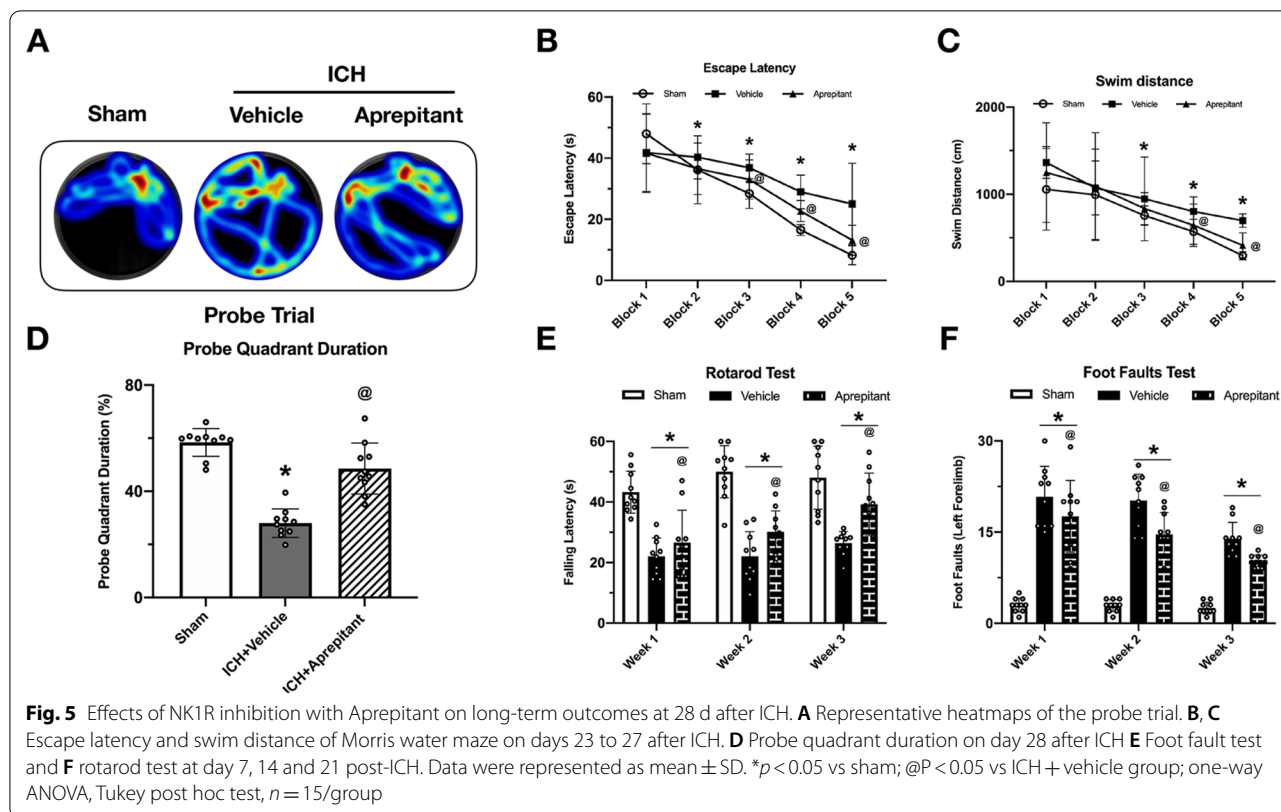 A
ICH
Sham Vehicle Aprepitant
Probe Trial
B
Escape Latency
Sham Vehicle Aprepitant
Escape Latency (s)
60
40
20
0
* * * *
@ @ @
Block 1 Block 2 Block 3 Block 4 Block 5
C
Swim distance
Sham Vehicle Aprepitant
Swim Distance (cm)
2000
1000
0
* * *
@ @
Block 1 Block 2 Block 3 Block 4 Block 5
D
Probe Quadrant Duration
Probe Quadrant Duration (%)
80
40
0
* @
Sham ICH+Vehicle ICH+Aprepitant
E
Rotarod Test
Sham Vehicle Aprepitant
Falling Latency (s)
60
40
20
0
* * *
@ @ @
Week 1 Week 2 Week 3
F
Foot Faults Test
Sham Vehicle Aprepitant
Foot Faults (Left Forelimb)
30
15
0
* * *
@ @ @
Week 1 Week 2 Week 3
Fig. 5 Effects of NK1R inhibition with Aprepitant on long-term outcomes at 28 d after ICH. A Representative heatmaps of the probe trial. B, C
Escape latency and swim distance of Morris water maze on days 23 to 27 after ICH. D Probe quadrant duration on day 28 after ICH E Foot fault test
and F rotarod test at day 7, 14 and 21 post-ICH. Data were represented as mean ± SD. *p < 0.05 vs sham; @P < 0.05 vs ICH + vehicle group; one-way
ANOVA, Tukey post hoc test, n = 15/group